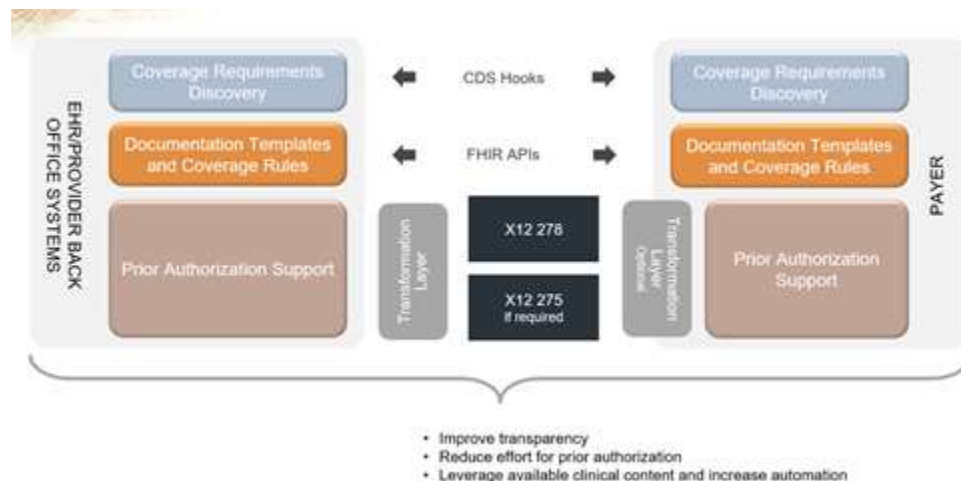 EHR/PROVIDER BACK
OFFICE SYSTEMS
Coverage Requirements
Discovery
Documentation Templates
and Coverage Rules
Prior Authorization Support
CDS Hooks
FHIR APIs
Transformation
Layer
X12 278
X12 275
If required
Transformation
Layer
Optional
Coverage Requirements
Discovery
Documentation Templates
and Coverage Rules
Prior Authorization
Support
PAYER
• Improve transparency
• Reduce effort for prior authorization
• Leverage available clinical content and increase automation